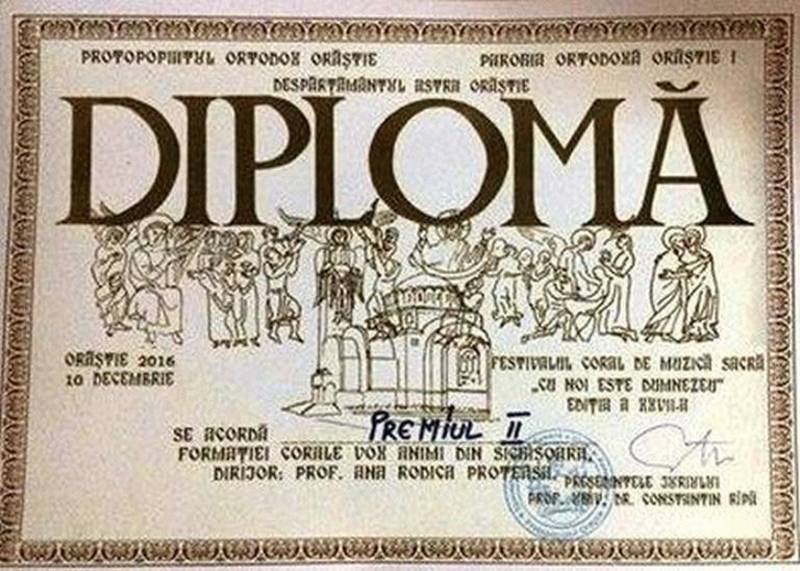 PROTOPOPIATUL ORTODOX ORĂȘTIE
PAROHIA ORTODOXĂ ORĂȘTIE I
DESPĂRȚĂMÂNTUL ASTRA ORĂȘTIE
DIPLOMĂ
ORĂȘTIE 2016
10 DECEMBRIE
FESTIVALUL CORAL DE MUZICĂ SACRĂ
„CU NOI ESTE DUMNEZEU”
EDIȚIA A XXVII-A
SE ACORDĂ PREMIUL II
FORMAȚIEI CORALE VOX ANIMI DIN SIGHIȘOARA,
DIRIJOR: PROF. ANA RODICA PROTEASA.
PREȘEDINTELE JURIULUI
PROF. UNIV. DR. CONSTANTIN RÎPĂ